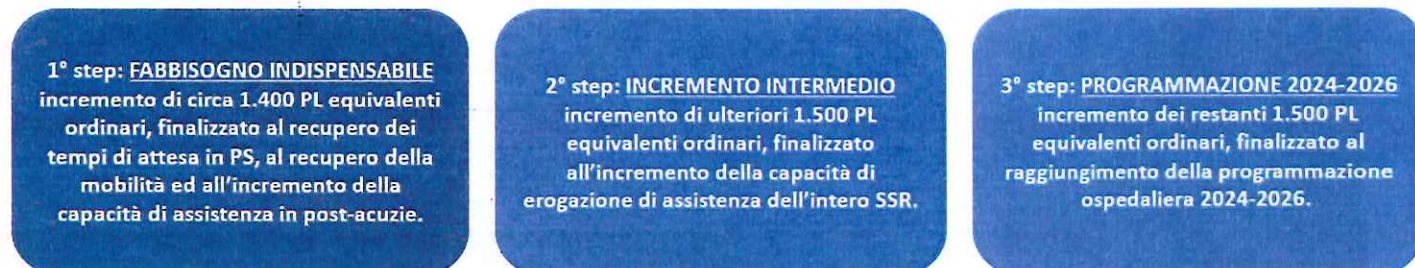 1° step: FABBISOGNO INDISPENSABILE
incremento di circa 1.400 PL equivalenti
ordinari, finalizzato al recupero dei
tempi di attesa in PS, al recupero della
mobilità ed all'incremento della
capacità di assistenza in post-acuzie.
2° step: INCREMENTO INTERMEDIO
incremento di ulteriori 1.500 PL
equivalenti ordinari, finalizzato
all'incremento della capacità di
erogazione di assistenza dell'intero SSR.
3° step: PROGRAMMAZIONE 2024-2026
incremento dei restanti 1.500 PL
equivalenti ordinari, finalizzato al
raggiungimento della programmazione
ospedaliera 2024-2026.